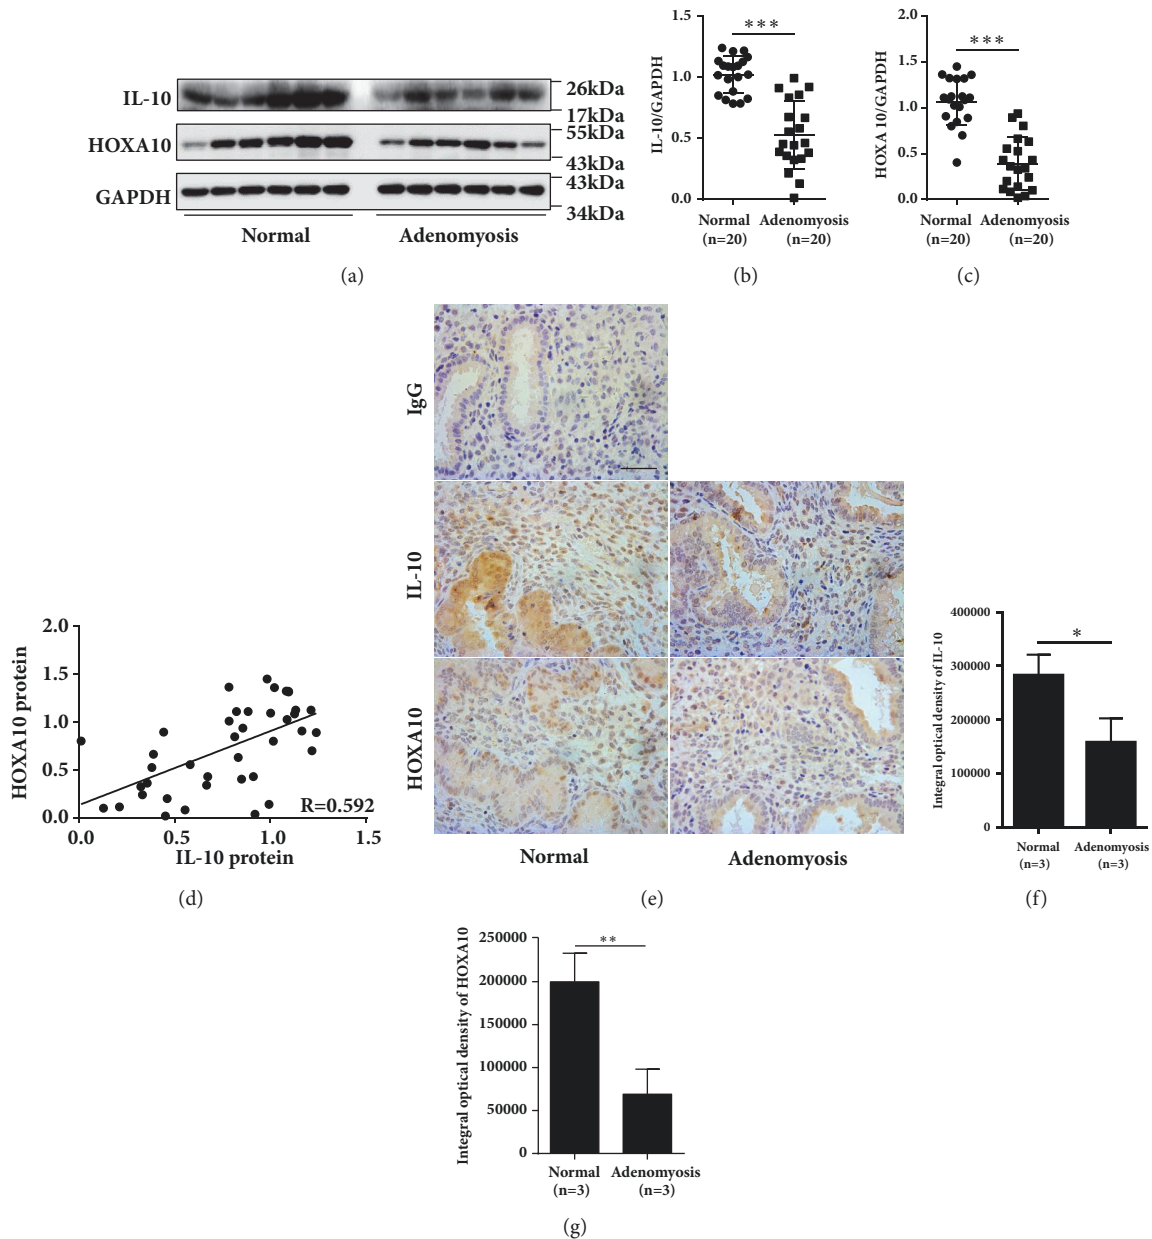 IL-10
HOXA10
GAPDH
26kDa
17kDa
55kDa
43kDa
43kDa
34kDa
Normal
Adenomyosis
(a)
IL-10/GAPDH
1.5
1.0
0.5
0.0
***
Normal
(n=20)
Adenomyosis
(n=20)
(b)
HOXA 10/GAPDH
2.0
1.5
1.0
0.5
0.0
***
Normal
(n=20)
Adenomyosis
(n=20)
(c)
HOXA10 protein
2.0
1.5
1.0
0.5
0.0
0.0
0.5
1.0
1.5
R=0.592
IL-10 protein
(d)
IgG
IL-10
HOXA10
Normal
Adenomyosis
(e)
Integral optical density of IL-10
400000
300000
200000
100000
0
*
Normal
(n=3)
Adenomyosis
(n=3)
(f)
Integral optical density of HOXA10
250000
200000
150000
100000
50000
0
**
Normal
(n=3)
Adenomyosis
(n=3)
(g)